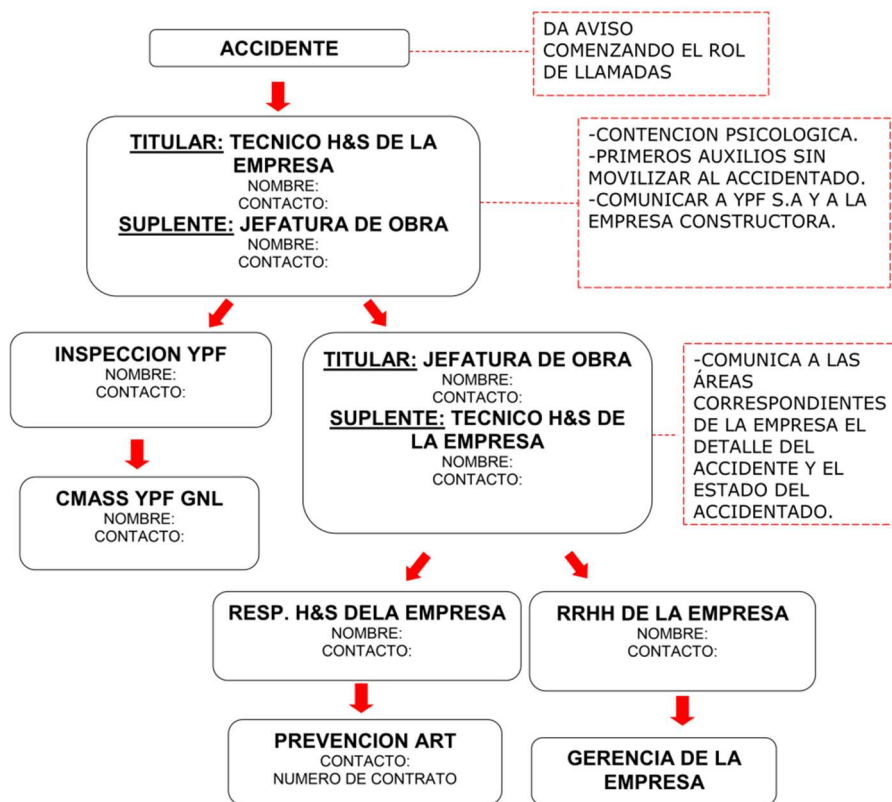 ACCIDENTE
DA AVISO
COMENZANDO EL ROL
DE LLAMADAS
TITULAR: TECNICO H&S DE LA
EMPRESA
NOMBRE:
CONTACTO:
SUPLENTE: JEFATURA DE OBRA
NOMBRE:
CONTACTO:
-CONTENCION PSICOLOGICA.
-PRIMEROS AUXILIOS SIN
MOVILIZAR AL ACCIDENTADO.
-COMUNICAR A YPF S.A Y A LA
EMPRESA CONSTRUCTORA.
INSPECCION YPF
NOMBRE:
CONTACTO:
TITULAR: JEFATURA DE OBRA
NOMBRE:
CONTACTO:
SUPLENTE: TECNICO H&S DE
LA EMPRESA
NOMBRE:
CONTACTO:
-COMUNICA A LAS
ÁREAS
CORRESPONDIENTES
DE LA EMPRESA EL
DETALLE DEL
ACCIDENTE Y EL
ESTADO DEL
ACCIDENTADO.
CMASS YPF GNL
NOMBRE:
CONTACTO:
RESP. H&S DELA EMPRESA
NOMBRE:
CONTACTO:
RRHH DE LA EMPRESA
NOMBRE:
CONTACTO:
PREVENCION ART
CONTACTO:
NUMERO DE CONTRATO
GERENCIA DE LA
EMPRESA